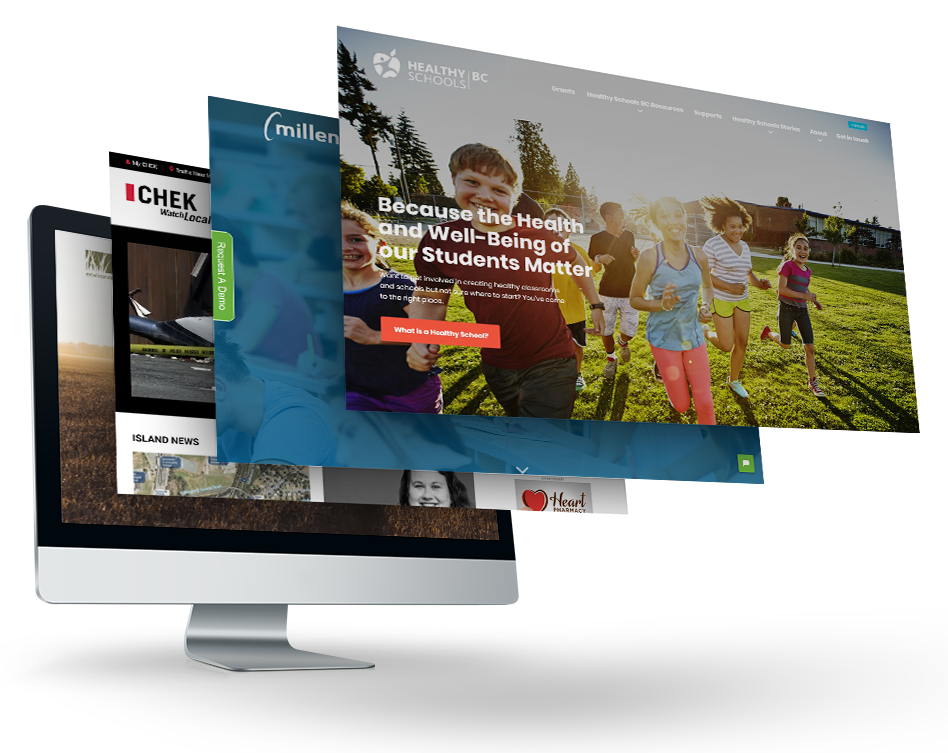 HEALTHY
SCHOOLS
BC
Grants
Healthy Schools BC Resources
Supports
Healthy Schools Stories
About
Get in touch
Because the Health
and Well-Being of
our Students Matter
Want to get involved in creating healthy classrooms
and schools but not sure where to start? You've come
to the right place.
What is a Healthy School?
millen
Request A Demo
My CHEK
Traffic Near
CHEK
Watch Local
ISLAND NEWS
Heart
PHARMACY